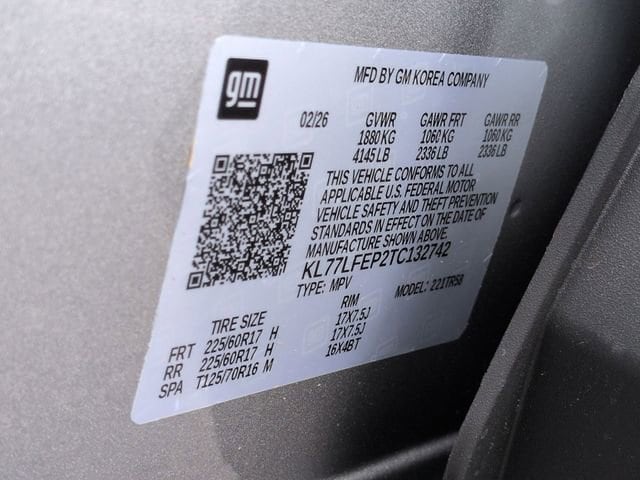 gm
MFD BY GM KOREA COMPANY
02/26 GVWR GAWR FRT GAWR RR
1880 KG 1060 KG 1060 KG
4145 LB 2336 LB 2336 LB
THIS VEHICLE CONFORMS TO ALL
APPLICABLE U.S. FEDERAL MOTOR
VEHICLE SAFETY AND THEFT PREVENTION
STANDARDS IN EFFECT ON THE DATE OF
MANUFACTURE SHOWN ABOVE.
KL77LFEP2TC132742
TYPE: MPV MODEL: 221TR58
TIRE SIZE RIM
FRT 225/60R17 H 17X7.5J
RR 225/60R17 H 17X7.5J
SPA T125/70R16 M 16X4BT